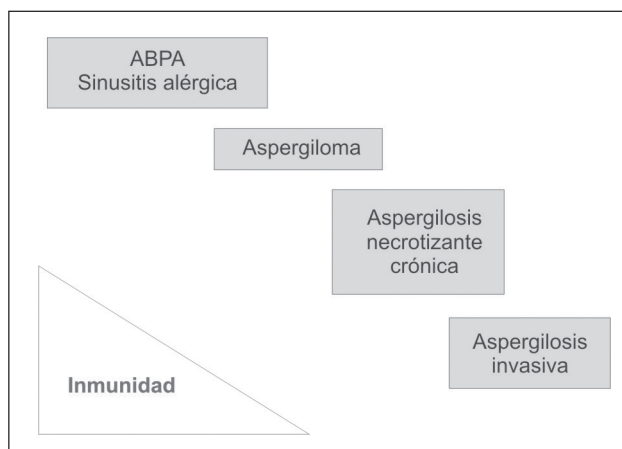 ABPA
Sinusitis alérgica
Aspergiloma
Aspergilosis
necrotizante
crónica
Aspergilosis
invasiva
Inmunidad